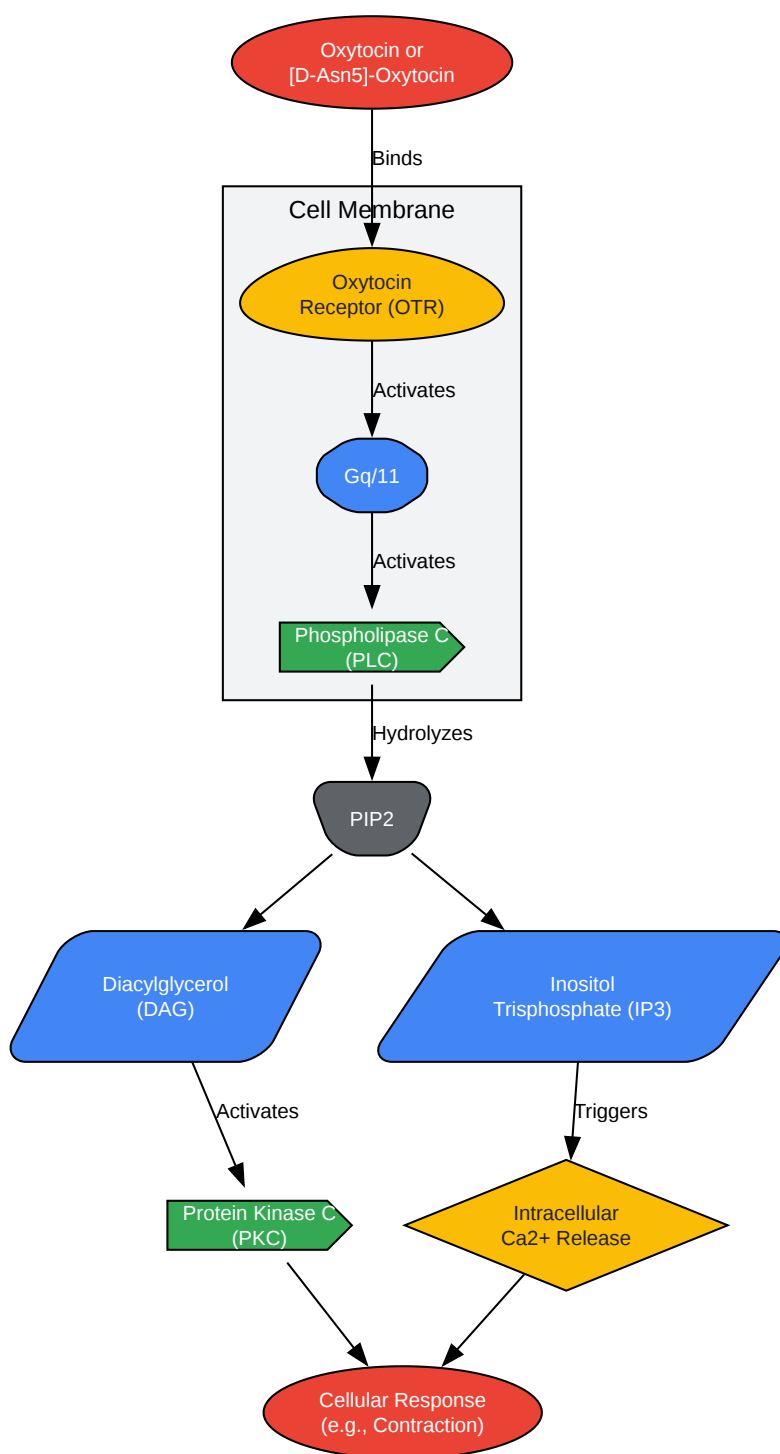 Oxytocin or
[D-Asn5]-Oxytocin
Binds
Cell Membrane
Oxytocin
Receptor (OTR)
Activates
Gq/11
Activates
Phospholipase C
(PLC)
Hydrolyzes
PIP2
Diacylglycerol
(DAG)
Inositol
Trisphosphate (IP3)
Activates
Triggers
Protein Kinase C
(PKC)
Intracellular
Ca2+ Release
Cellular Response
(e.g., Contraction)